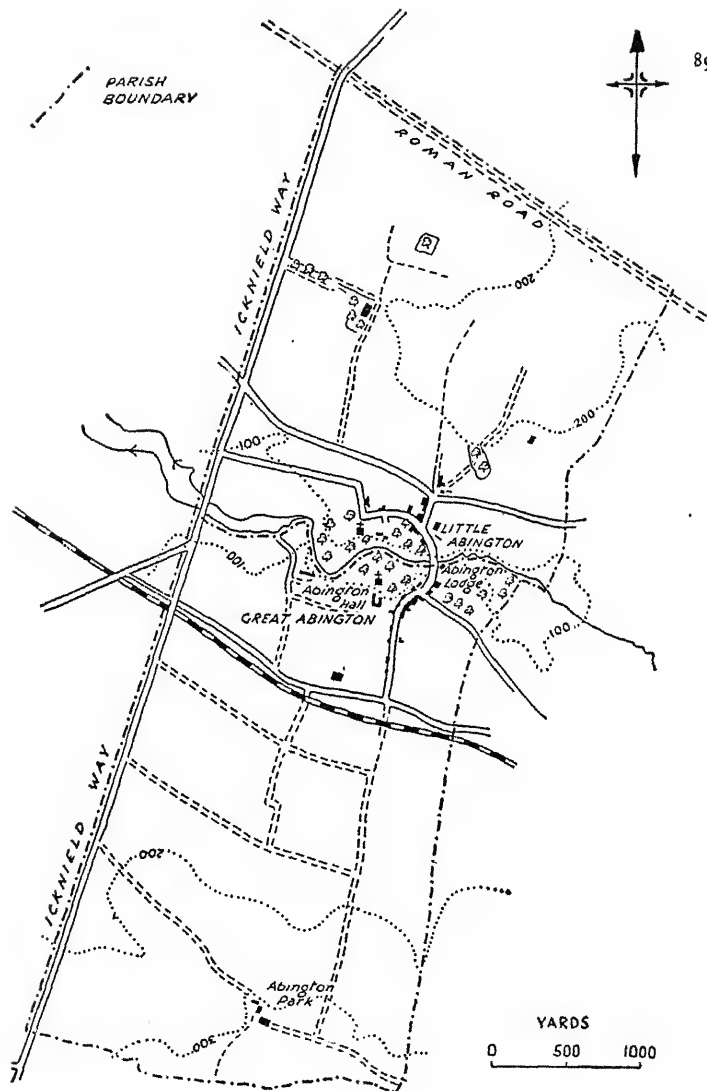 89
PARISH
BOUNDARY
ROMAN ROAD
ICKNIELD WAY
200
200
100
LITTLE
ABINGTON
100
Abington
Lodge
Abington
Hall
GREAT ABINGTON
100
ICKNIELD WAY
200
Abington
Park
300
YARDS
0 500 1000